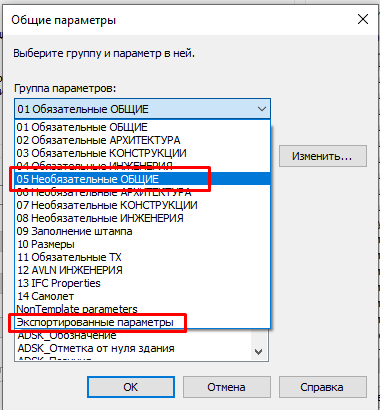 Общие параметры
Выберите группу и параметр в ней.
Группа параметров:
01 Обязательные ОБЩИЕ
01 Обязательные ОБЩИЕ
02 Обязательные АРХИТЕКТУРА
03 Обязательные КОНСТРУКЦИИ
04 Обязательные ИНЖЕНЕРИЯ
05 Необязательные ОБЩИЕ
06 Необязательные АРХИТЕКТУРА
07 Необязательные КОНСТРУКЦИИ
08 Необязательные ИНЖЕНЕРИЯ
09 Заполнение штампа
10 Размеры
11 Обязательные ТХ
12 AVLN ИНЖЕНЕРИЯ
13 IFC Properties
14 Самолет
NonTemplate parameters
Экспортированные параметры
Изменить...
ADSK_Обозначение
ADSK_Отметка от нуля здания
ADSK_Позиция
OK
Отмена
Справка